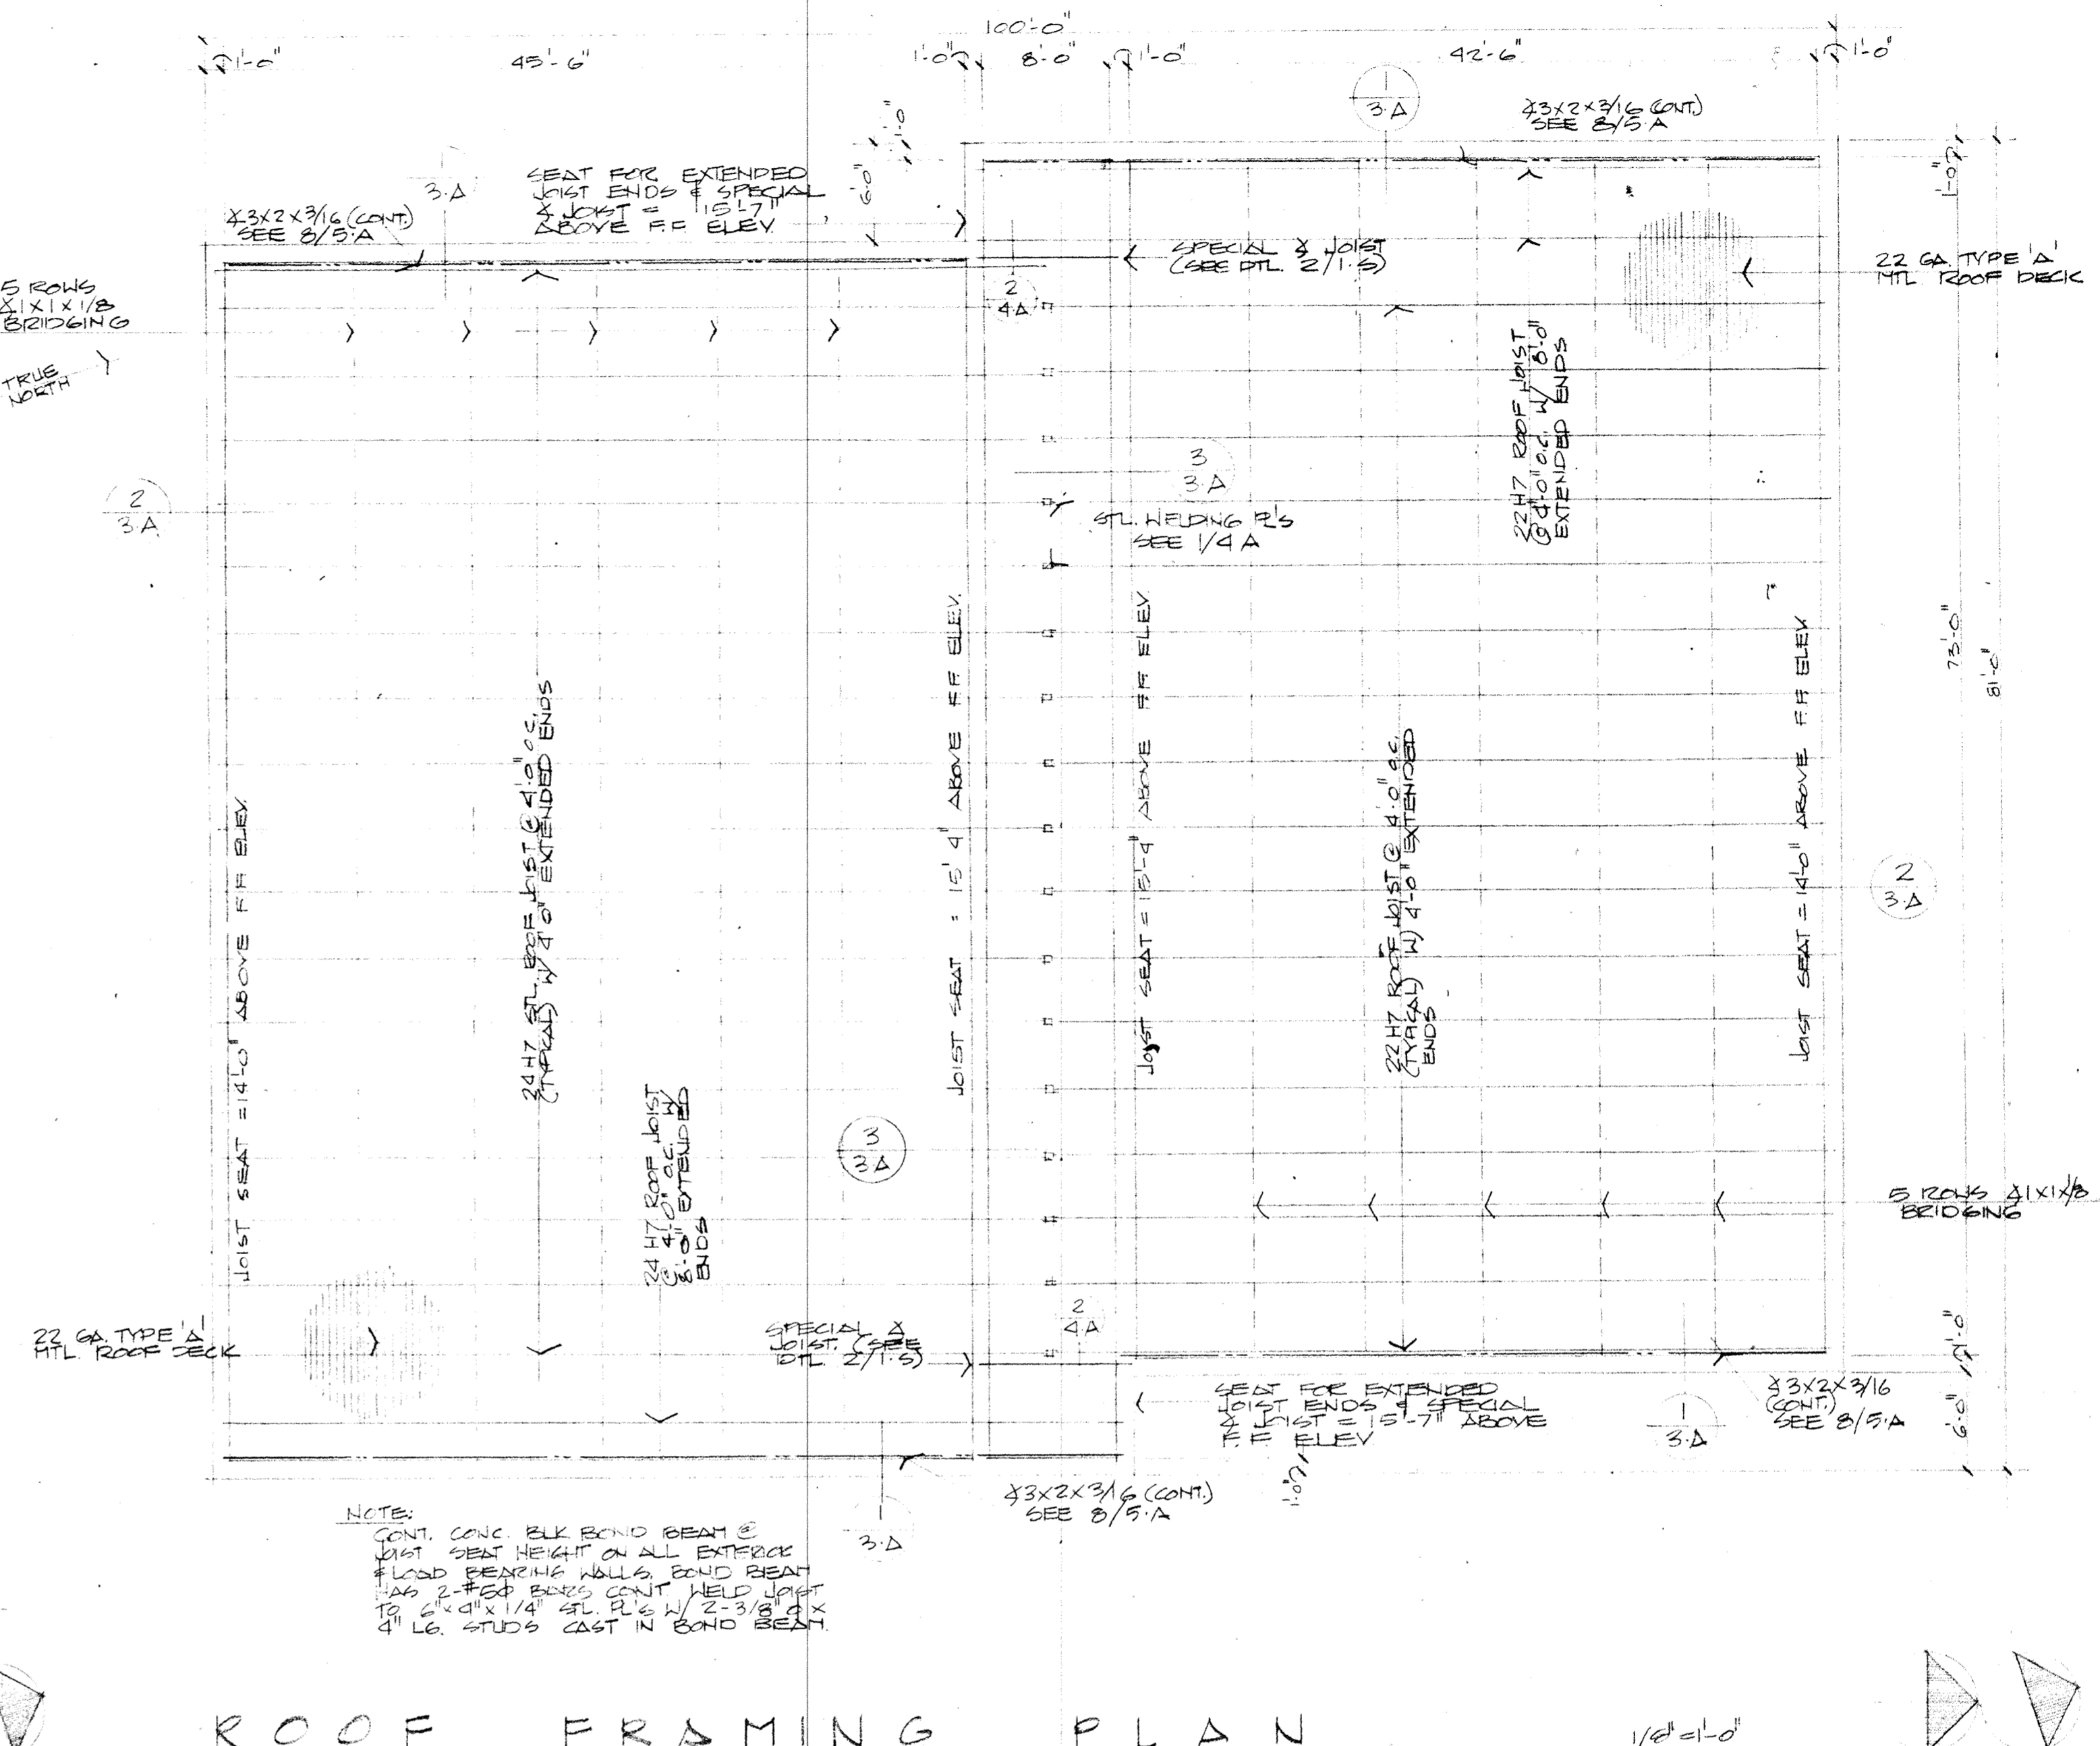 100'-0"
1'-0"
45'-6"
1'-0"
8'-0"
1'-0"
42'-6"
1'-0"
1
3·A
∡3x2x3/16 (CONT.)
SEE 8/5·A
1'-0"
6'-0"
3·A
SEAT FOR EXTENDED
JOIST ENDS & SPECIAL
∡ JOIST = 15'-7"
ABOVE F.F ELEV.
∡3x2x3/16 (CONT.)
SEE 8/5·A
1'-0"
SPECIAL ∡ JOIST
(SEE DTL. 2/1·S)
22 GA. TYPE 'A'
MTL. ROOF DECK
5 ROWS
∡1x1x1/8
BRIDGING
2
4·A
TRUE
NORTH
22H7 ROOF JOIST
@ 4'-0" O.C. W/ 8'-0"
EXTENDED ENDS
2
3·A
3
3·A
STL. WELDING PL'S
SEE 1/4 A
73'-0"
81'-0"
JOIST SEAT = 14'-0" ABOVE F.F ELEV.
24H7 STL. ROOF JOIST @ 4'-0" O.C.
(TYPICAL) W/ 4'-0" EXTENDED ENDS
JOIST SEAT = 15' 4" ABOVE F.F ELEV.
JOIST SEAT = 15'-4" ABOVE F.F ELEV
22H7 ROOF JOIST @ 4'-0" O.C.
(TYPICAL) W/ 4'-0" EXTENDED
ENDS
JOIST SEAT = 14'-0" ABOVE F.F ELEV
2
3·A
24H7 ROOF JOIST
@ 4'-0" O.C. W/
8'-0" EXTENDED
ENDS
3
3A
5 ROWS ∡1x1x1/8
BRIDGING
22 GA. TYPE 'A'
MTL. ROOF DECK
SPECIAL ∡
JOIST. (SEE
DTL. 2/1·S)
2
4A
1'-0"
6'-0"
SEAT FOR EXTENDED
JOIST ENDS & SPECIAL
∡ JOIST = 15'-7" ABOVE
F.F. ELEV
1
3·A
∡3x2x3/16
(CONT.)
SEE 8/5·A
1'-0"
∡3x2x3/16 (CONT.)
SEE 8/5·A
1
3·A
NOTE:
CONT. CONC. BLK BOND BEAM @
JOIST SEAT HEIGHT ON ALL EXTERIOR
& LOAD BEARING WALLS. BOND BEAM
HAS 2-#5⌀ BARS CONT. WELD JOIST
TO 6"x4"x1/4" STL. PL'S W/ 2-3/8"⌀ x
4" LG. STUDS CAST IN BOND BEAM.
ROOF FRAMING PLAN
1/8"=1'-0"